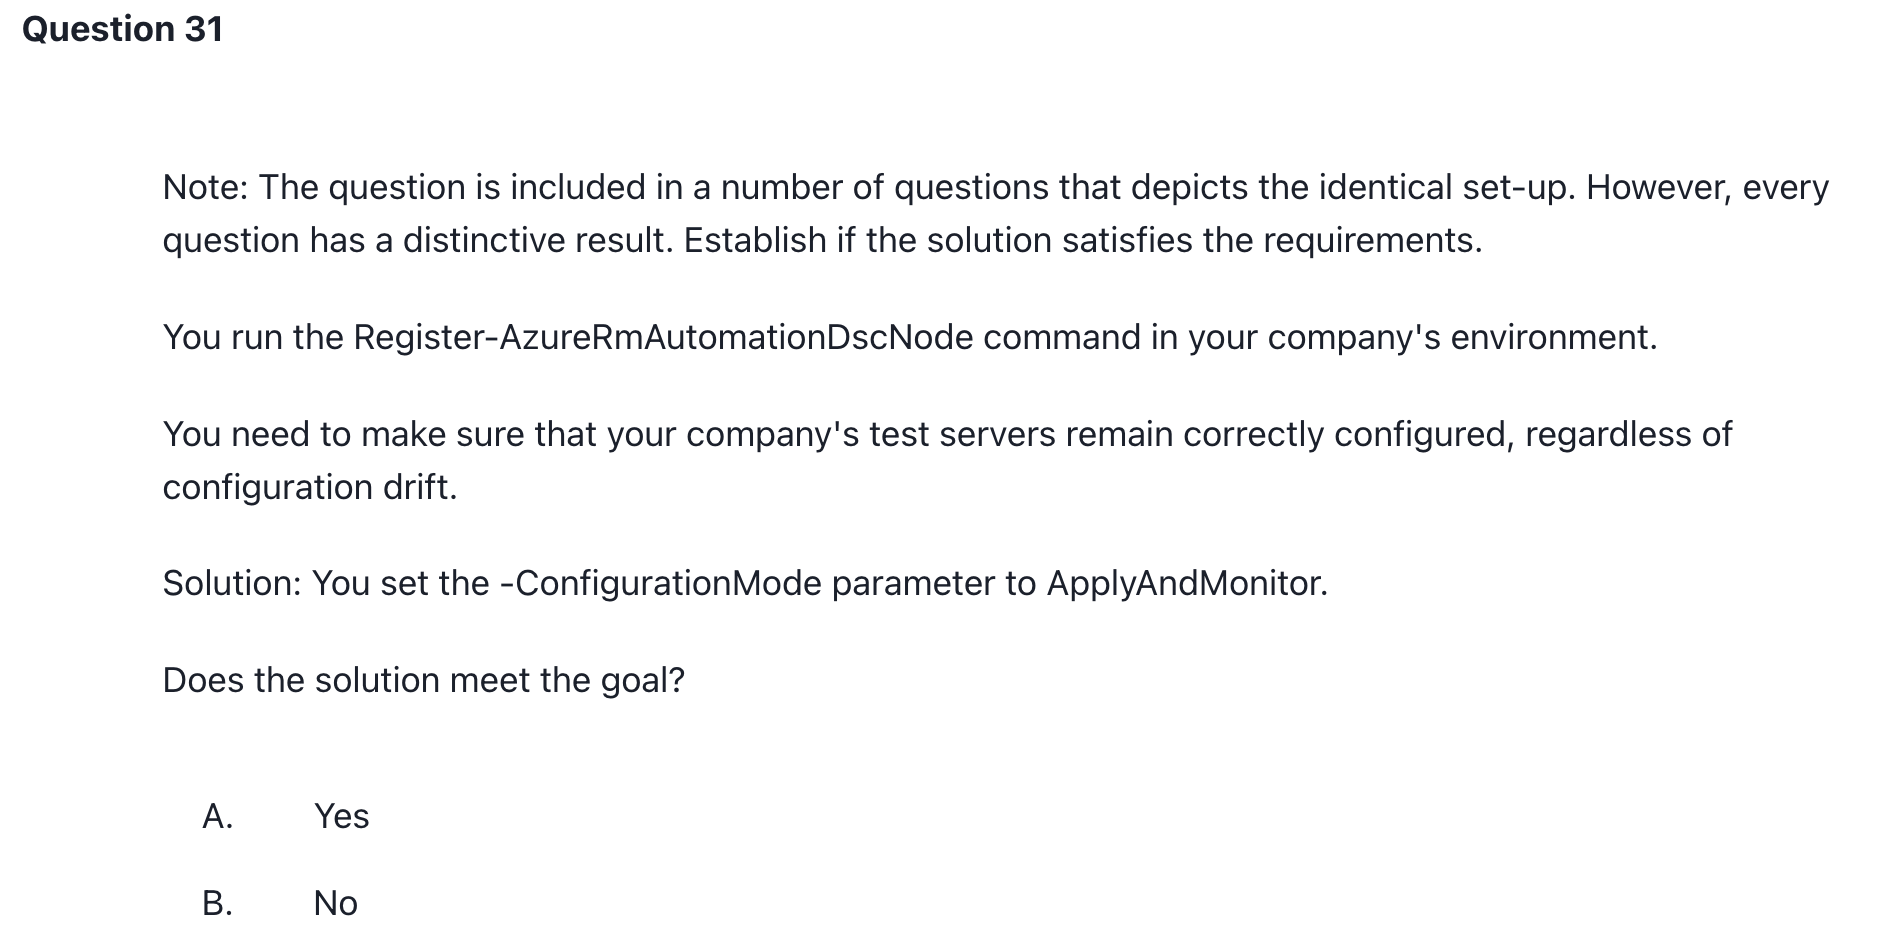 Question 31
Note: The question is included in a number of questions that depicts the identical set-up. However, every
question has a distinctive result. Establish if the solution satisfies the requirements.
You run the Register-AzureRmAutomationDscNode command in your company's environment.
You need to make sure that your company's test servers remain correctly configured, regardless of
configuration drift.
Solution: You set the -ConfigurationMode parameter to ApplyAndMonitor.
Does the solution meet the goal?
A. Yes
B. No